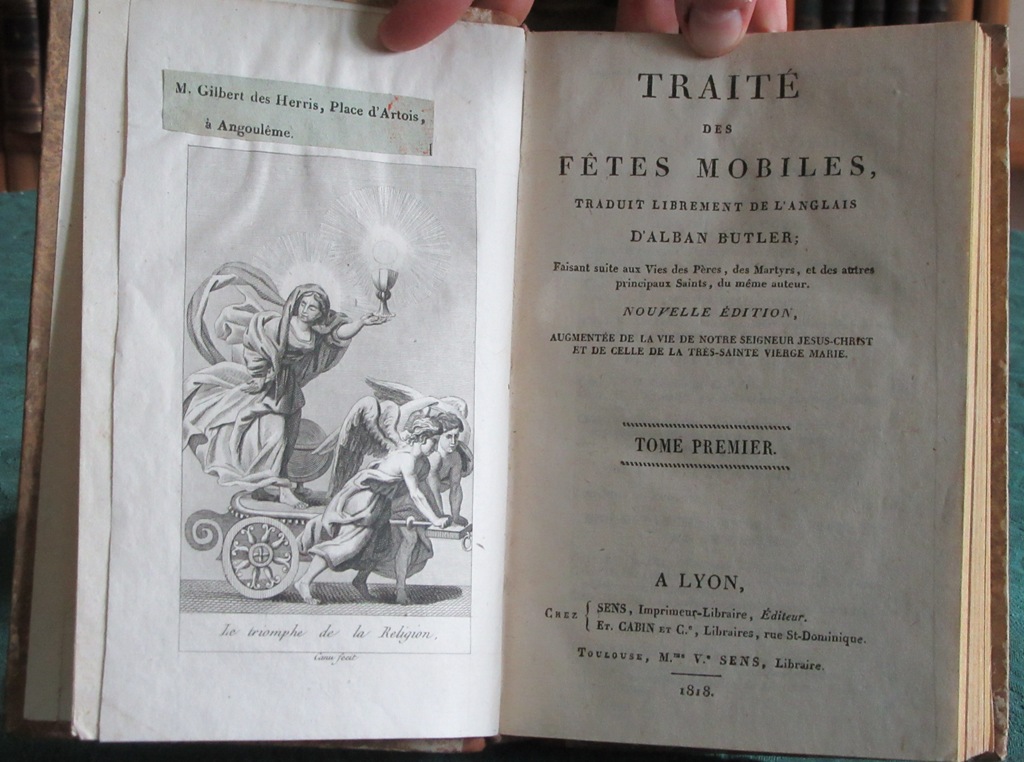 M. Gilbert des Herris, Place d'Artois,
à Angoulême.
Le triomphe de la Religion.
Canu fecit
TRAITÉ
DES
FÊTES MOBILES,
TRADUIT LIBREMENT DE L'ANGLAIS
D'ALBAN BUTLER;
Faisant suite aux Vies des Pères, des Martyrs, et des autres
principaux Saints, du même auteur.
NOUVELLE ÉDITION,
AUGMENTÉE DE LA VIE DE NOTRE SEIGNEUR JESUS-CHRIST
ET DE CELLE DE LA TRES-SAINTE VIERGE MARIE.
TOME PREMIER.
A LYON,
CHEZ { SENS, Imprimeur-Libraire, Éditeur.
ET. CABIN ET C.e, Libraires, rue St-Dominique.
TOULOUSE, M.me V.e SENS, Libraire.
1818.